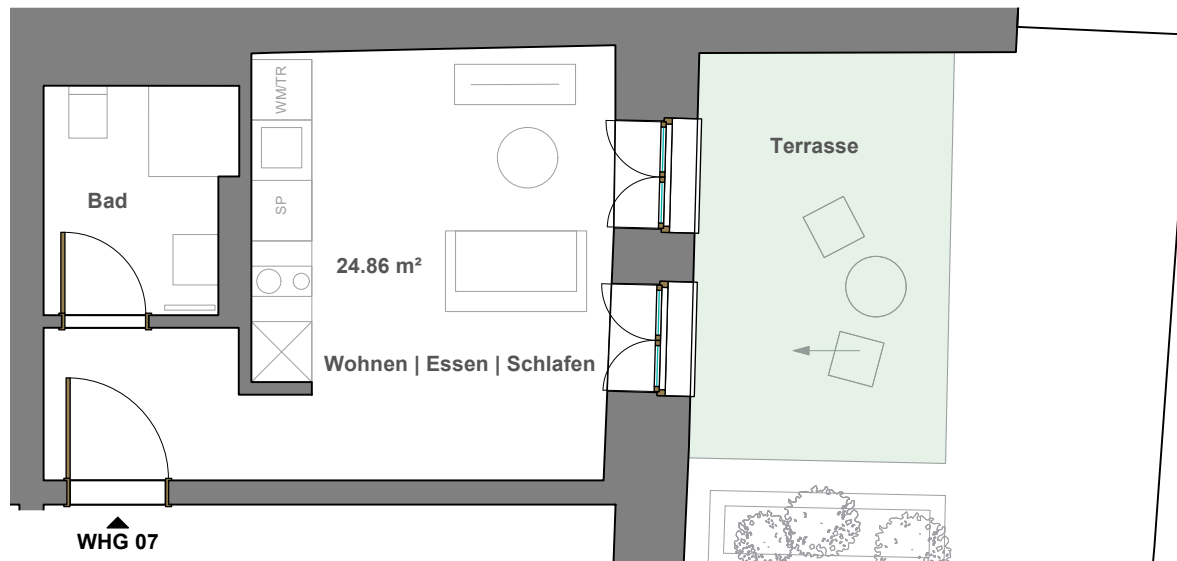 WM/TR
Terrasse
Bad
SP
24.86 m²
Wohnen | Essen | Schlafen
WHG 07